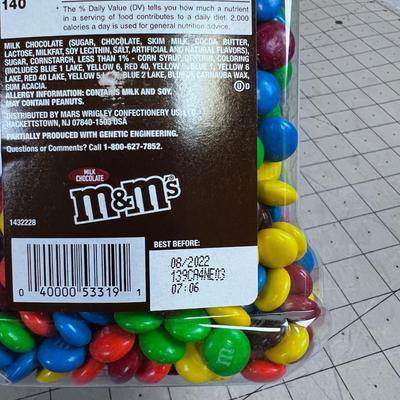 140
* The % Daily Value (DV) tells you how much a nutrient
in a serving of food contributes to a daily diet. 2,000
calories a day is used for general nutrition advice.
MILK CHOCOLATE (SUGAR, CHOCOLATE, SKIM MILK, COCOA BUTTER,
LACTOSE, MILKFAT, SOY LECITHIN, SALT, ARTIFICIAL AND NATURAL FLAVORS),
SUGAR, CORNSTARCH, LESS THAN 1% - CORN SYRUP, DEXTRIN, COLORING
(INCLUDES BLUE 1 LAKE, YELLOW 6, RED 40, YELLOW 5, BLUE 1, YELLOW 6
LAKE, RED 40 LAKE, YELLOW 5 LAKE, BLUE 2 LAKE, BLUE 2), CARNAUBA WAX,
GUM ACACIA.
ALLERGY INFORMATION: CONTAINS MILK AND SOY.
MAY CONTAIN PEANUTS.
DISTRIBUTED BY MARS WRIGLEY CONFECTIONERY US, LLC
HACKETTSTOWN, NJ 07840-1503 USA
PARTIALLY PRODUCED WITH GENETIC ENGINEERING.
Questions or Comments? Call 1-800-627-7852.
U D
MILK
CHOCOLATE
m&m's
1432228
BEST BEFORE:
08/2022
139CA4NE03
07:06
0 40000 53319 1
m